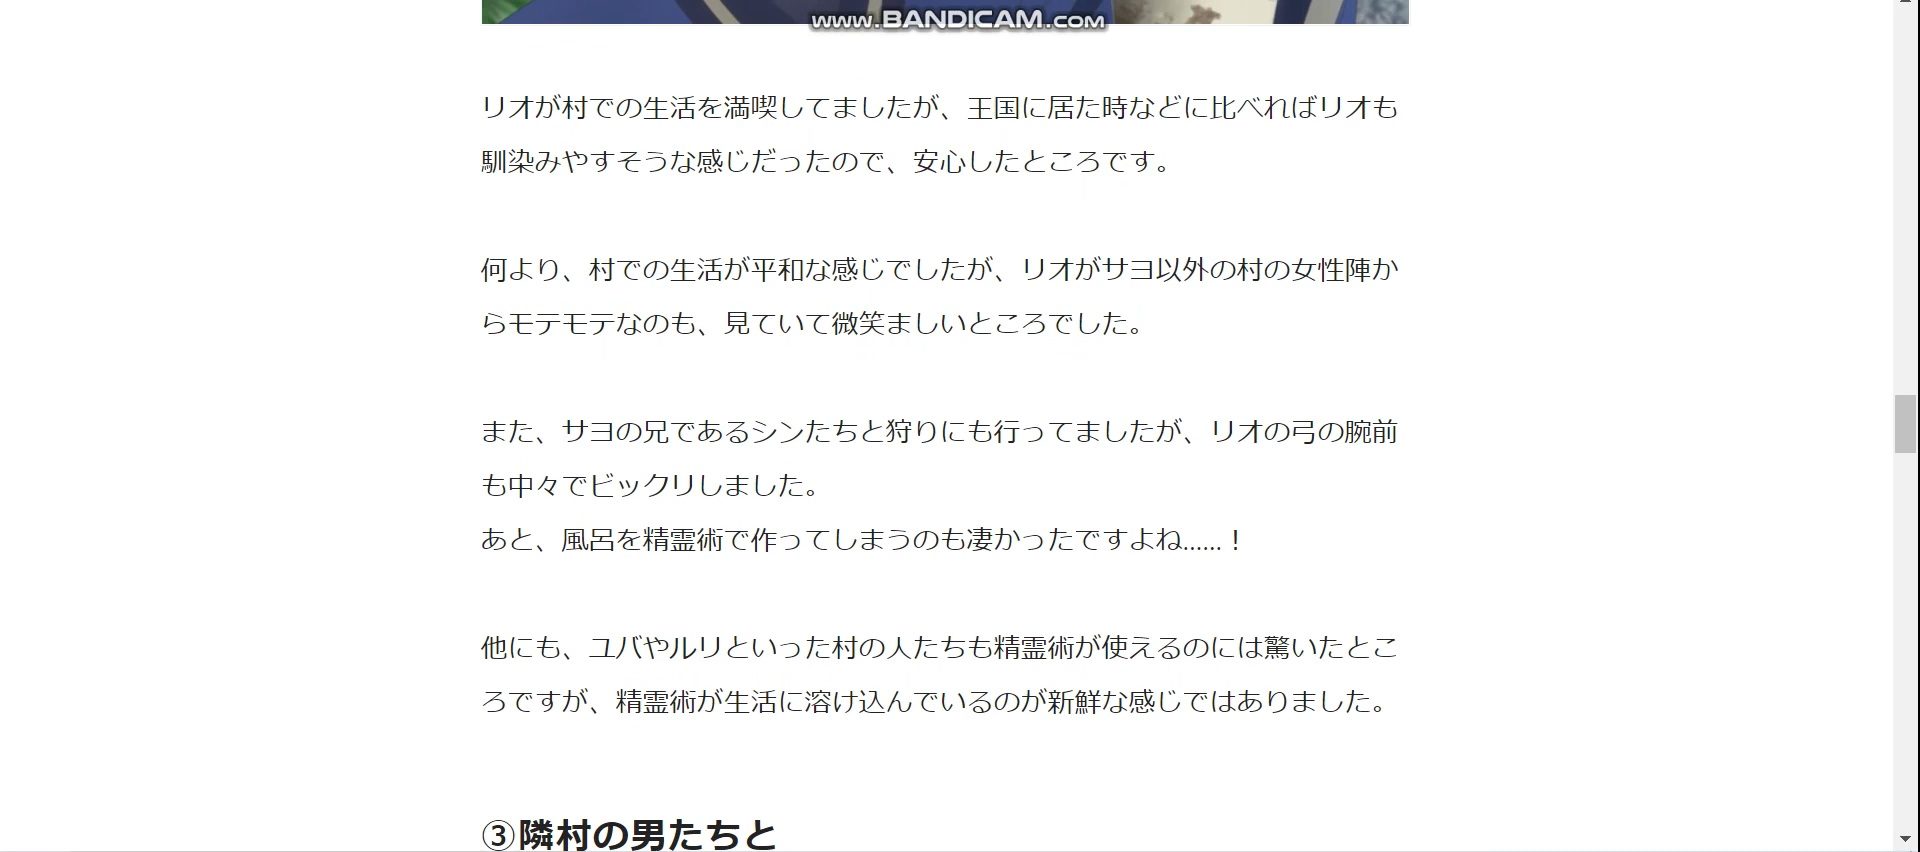 www.BANDICAM.com
リオが村での生活を満喫してましたが、王国に居た時などに比べればリオも
馴染みやすそうな感じだったので、安心したところです。
何より、村での生活が平和な感じでしたが、リオがサヨ以外の村の女性陣か
らモテモテなのも、見ていて微笑ましいところでした。
また、サヨの兄であるシンたちと狩りにも行ってましたが、リオの弓の腕前
も中々でビックリしました。
あと、風呂を精霊術で作ってしまうのも凄かったですよね……！
他にも、ユバやルリといった村の人たちも精霊術が使えるのには驚いたとこ
ろですが、精霊術が生活に溶け込んでいるのが新鮮な感じではありました。
③隣村の男たちと